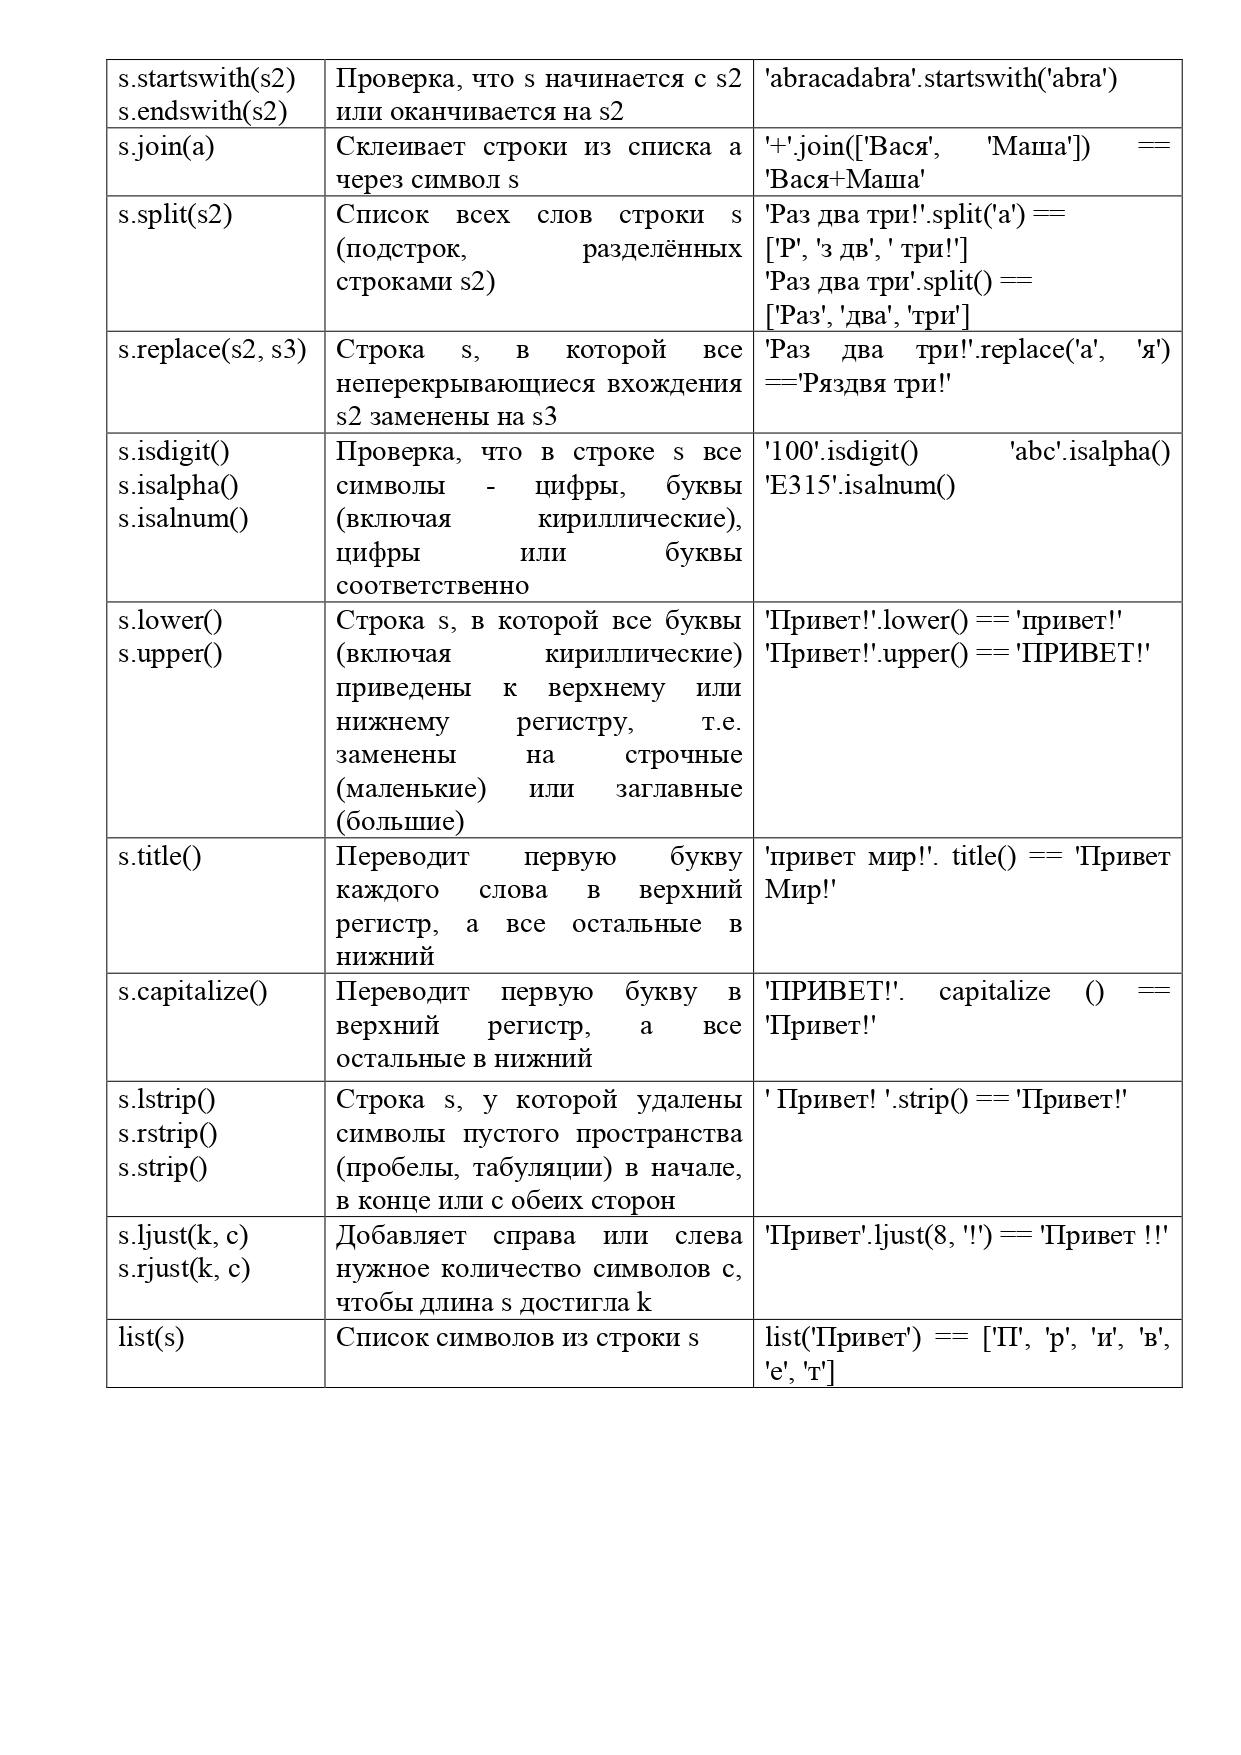 s.startswith(s2)
s.endswith(s2)
Проверка, что s начинается с s2
или оканчивается на s2
'abracadabra'.startswith('abra')
s.join(a)
Склеивает строки из списка a
через символ s
'+'.join(['Вася', 'Маша']) ==
'Вася+Маша'
s.split(s2)
Список всех слов строки s
(подстрок, разделённых
строками s2)
'Раз два три!'.split('а') ==
['Р', 'з дв', ' три!']
'Раз два три'.split() ==
['Раз', 'два', 'три']
s.replace(s2, s3)
Строка s, в которой все
неперекрывающиеся вхождения
s2 заменены на s3
'Раз два три!'.replace('а', 'я')
=='Ряздвя три!'
s.isdigit()
s.isalpha()
s.isalnum()
Проверка, что в строке s все
символы - цифры, буквы
(включая кириллические),
цифры или буквы
соответственно
'100'.isdigit() 'abc'.isalpha()
'E315'.isalnum()
s.lower()
s.upper()
Строка s, в которой все буквы
(включая кириллические)
приведены к верхнему или
нижнему регистру, т.е.
заменены на строчные
(маленькие) или заглавные
(большие)
'Привет!'.lower() == 'привет!'
'Привет!'.upper() == 'ПРИВЕТ!'
s.title()
Переводит первую букву
каждого слова в верхний
регистр, а все остальные в
нижний
'привет мир!'. title() == 'Привет
Мир!'
s.capitalize()
Переводит первую букву в
верхний регистр, а все
остальные в нижний
'ПРИВЕТ!'. capitalize () ==
'Привет!'
s.lstrip()
s.rstrip()
s.strip()
Строка s, у которой удалены
символы пустого пространства
(пробелы, табуляции) в начале,
в конце или с обеих сторон
' Привет! '.strip() == 'Привет!'
s.ljust(k, c)
s.rjust(k, c)
Добавляет справа или слева
нужное количество символов c,
чтобы длина s достигла k
'Привет'.ljust(8, '!') == 'Привет !!'
list(s)
Список символов из строки s
list('Привет') == ['П', 'р', 'и', 'в',
'е', 'т']